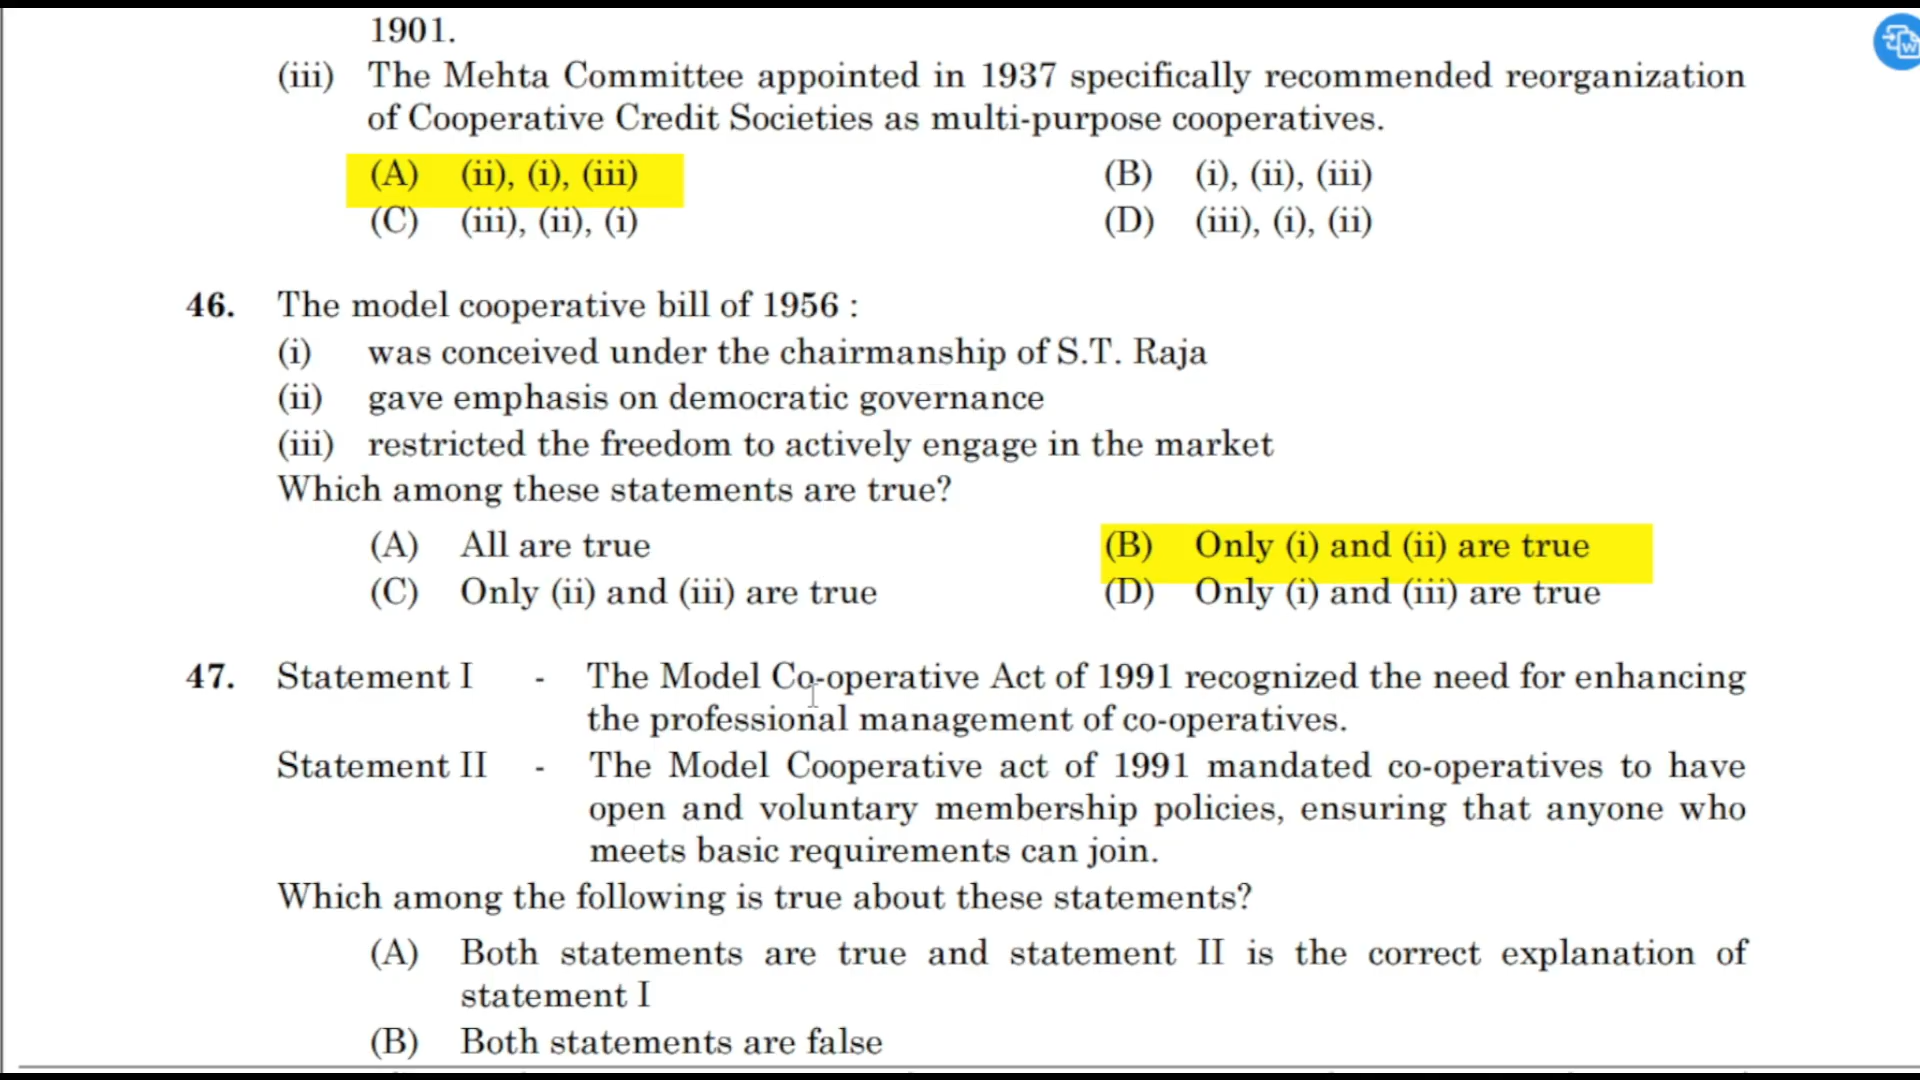 1901.
(iii) The Mehta Committee appointed in 1937 specifically recommended reorganization
of Cooperative Credit Societies as multi-purpose cooperatives.
(A) (ii), (i), (iii) (B) (i), (ii), (iii)
(C) (iii), (ii), (i) (D) (iii), (i), (ii)
46. The model cooperative bill of 1956 :
(i) was conceived under the chairmanship of S.T. Raja
(ii) gave emphasis on democratic governance
(iii) restricted the freedom to actively engage in the market
Which among these statements are true?
(A) All are true (B) Only (i) and (ii) are true
(C) Only (ii) and (iii) are true (D) Only (i) and (iii) are true
47. Statement I - The Model Co-operative Act of 1991 recognized the need for enhancing
the professional management of co-operatives.
Statement II - The Model Cooperative act of 1991 mandated co-operatives to have
open and voluntary membership policies, ensuring that anyone who
meets basic requirements can join.
Which among the following is true about these statements?
(A) Both statements are true and statement II is the correct explanation of
statement I
(B) Both statements are false